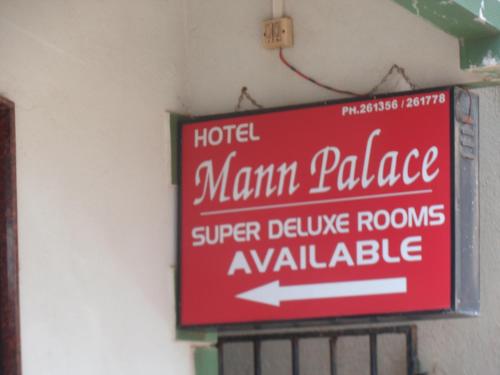 PH.261356 / 261778
HOTEL
Mann Palace
SUPER DELUXE ROOMS
AVAILABLE